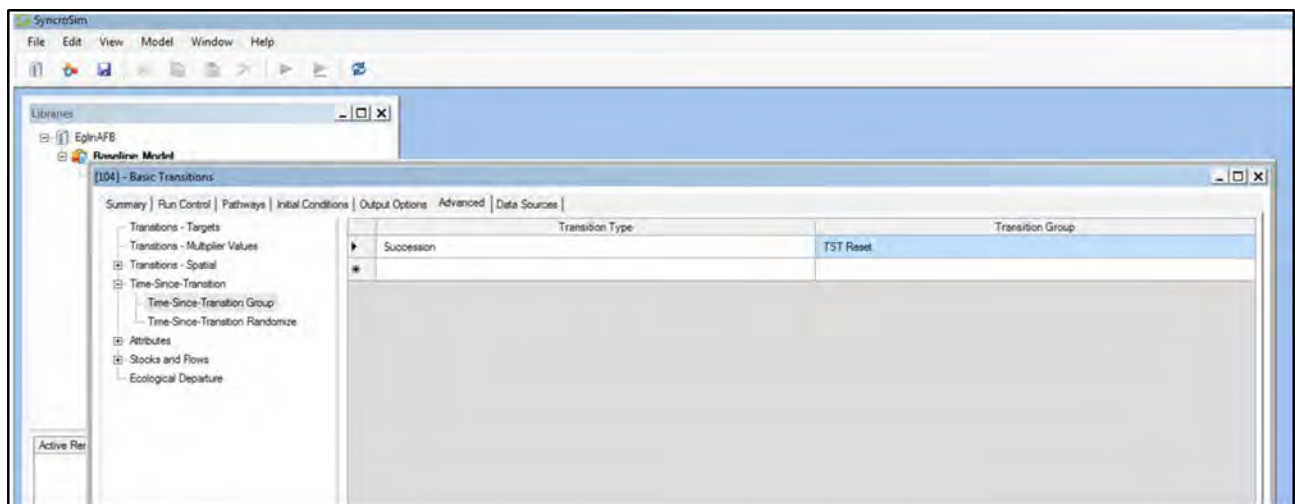 SyncroSim
File Edit View Model Window Help
Libraries
EglinAFB
Baseline Model
[104] - Basic Transitions
Summary | Run Control | Pathways | Initial Conditions | Output Options Advanced | Data Sources |
Transitions - Targets
Transitions - Multiplier Values
Transitions - Spatial
Time-Since-Transition
Time-Since-Transition Group
Time-Since-Transition Randomize
Attributes
Stocks and Flows
Ecological Departure
Transition Type Transition Group
Succession TST Reset
Active Rer